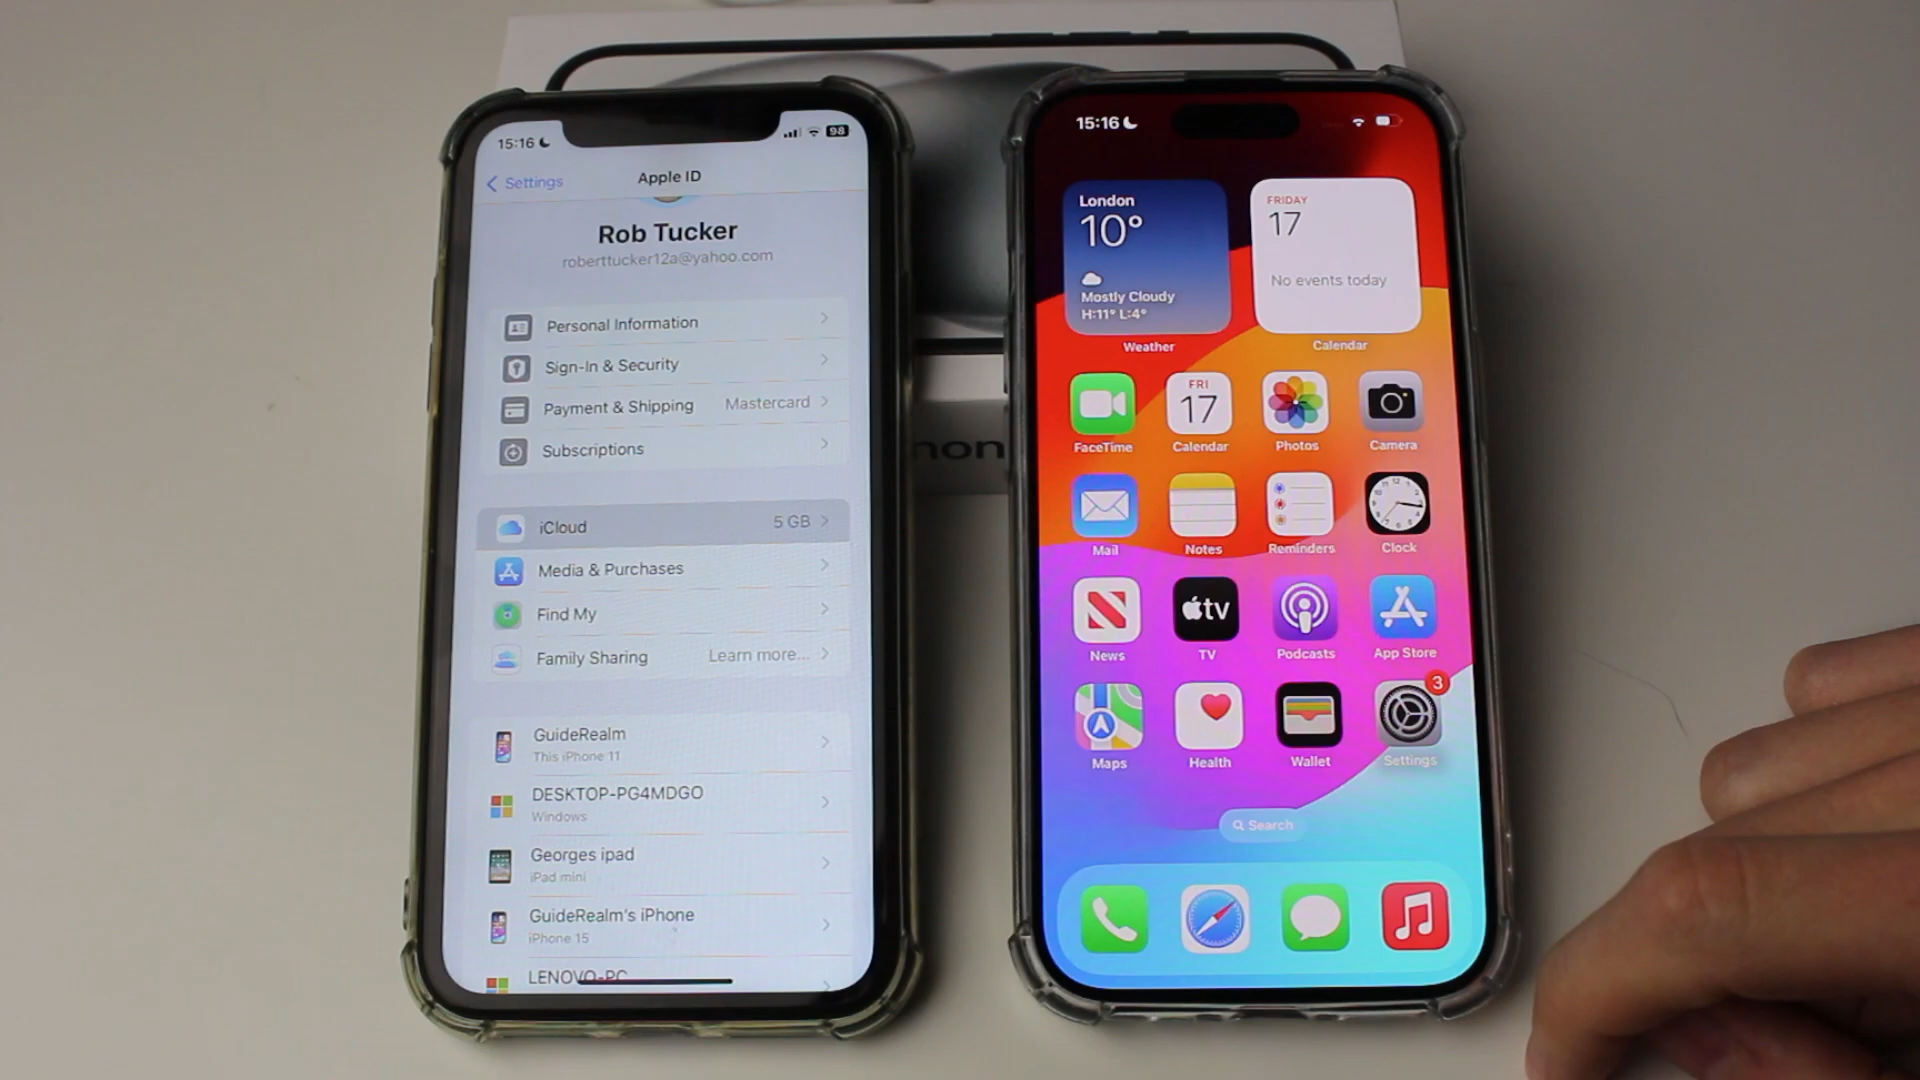 15:16
98
Settings
Apple ID
Rob Tucker
roberttucker12a@yahoo.com
Personal Information
Sign-In & Security
Payment & Shipping Mastercard
Subscriptions
iCloud 5 GB
Media & Purchases
Find My
Family Sharing Learn more...
GuideRealm
This iPhone 11
DESKTOP-PG4MDGO
Windows
Georges ipad
iPad mini
GuideRealm's iPhone
iPhone 15
LENOVO-PC
hon
15:16
London
10°
Mostly Cloudy
H:11° L:4°
Weather
FRIDAY
17
No events today
Calendar
FRI
17
FaceTime
Calendar
Photos
Camera
Mail
Notes
Reminders
Clock
tv
News
TV
Podcasts
App Store
3
Maps
Health
Wallet
Settings
Search